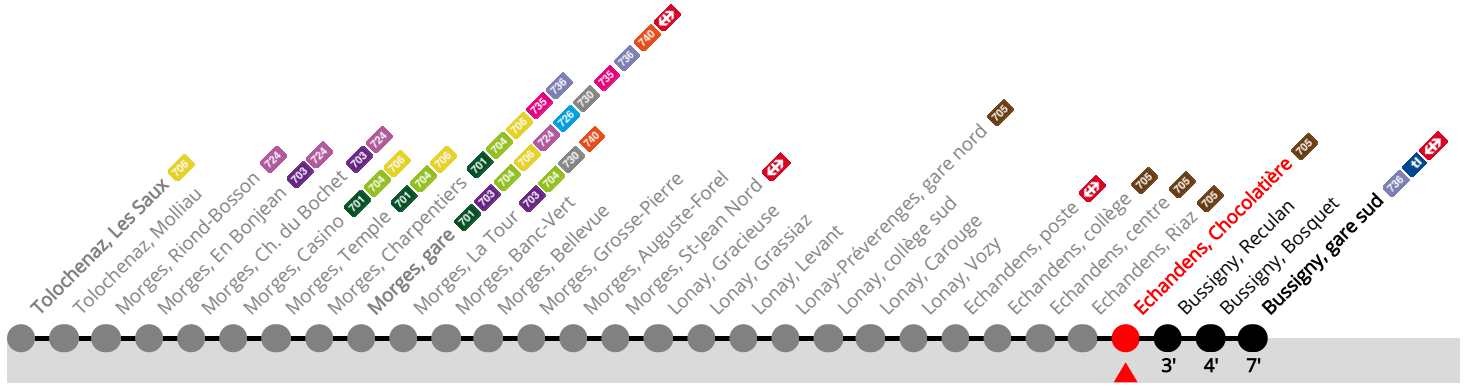 Tolochenaz, Les Saux 706
Tolochenaz, Molliau
Morges, Riond-Bosson 724
Morges, En Bonjean 703 724
Morges, Ch. du Bochet 703 724
Morges, Casino 701 704 706
Morges, Temple 701 704 706
Morges, Charpentiers 701 704 706 735 736
Morges, gare 701 703 704 706 724 726 730 735 736 740
Morges, La Tour 703 704 730 740
Morges, Banc-Vert
Morges, Bellevue
Morges, Grosse-Pierre
Morges, Auguste-Forel
Morges, St-Jean Nord
Lonay, Gracieuse
Lonay, Grassiaz
Lonay, Levant
Lonay-Préverenges, gare nord 705
Lonay, collège sud
Lonay, Carouge
Lonay, Vozy
Echandens, poste
Echandens, collège 705
Echandens, centre 705
Echandens, Riaz 705
Echandens, Chocolatière 705
Bussigny, Reculan
Bussigny, Bosquet
Bussigny, gare sud 736 tl
3' 4' 7'